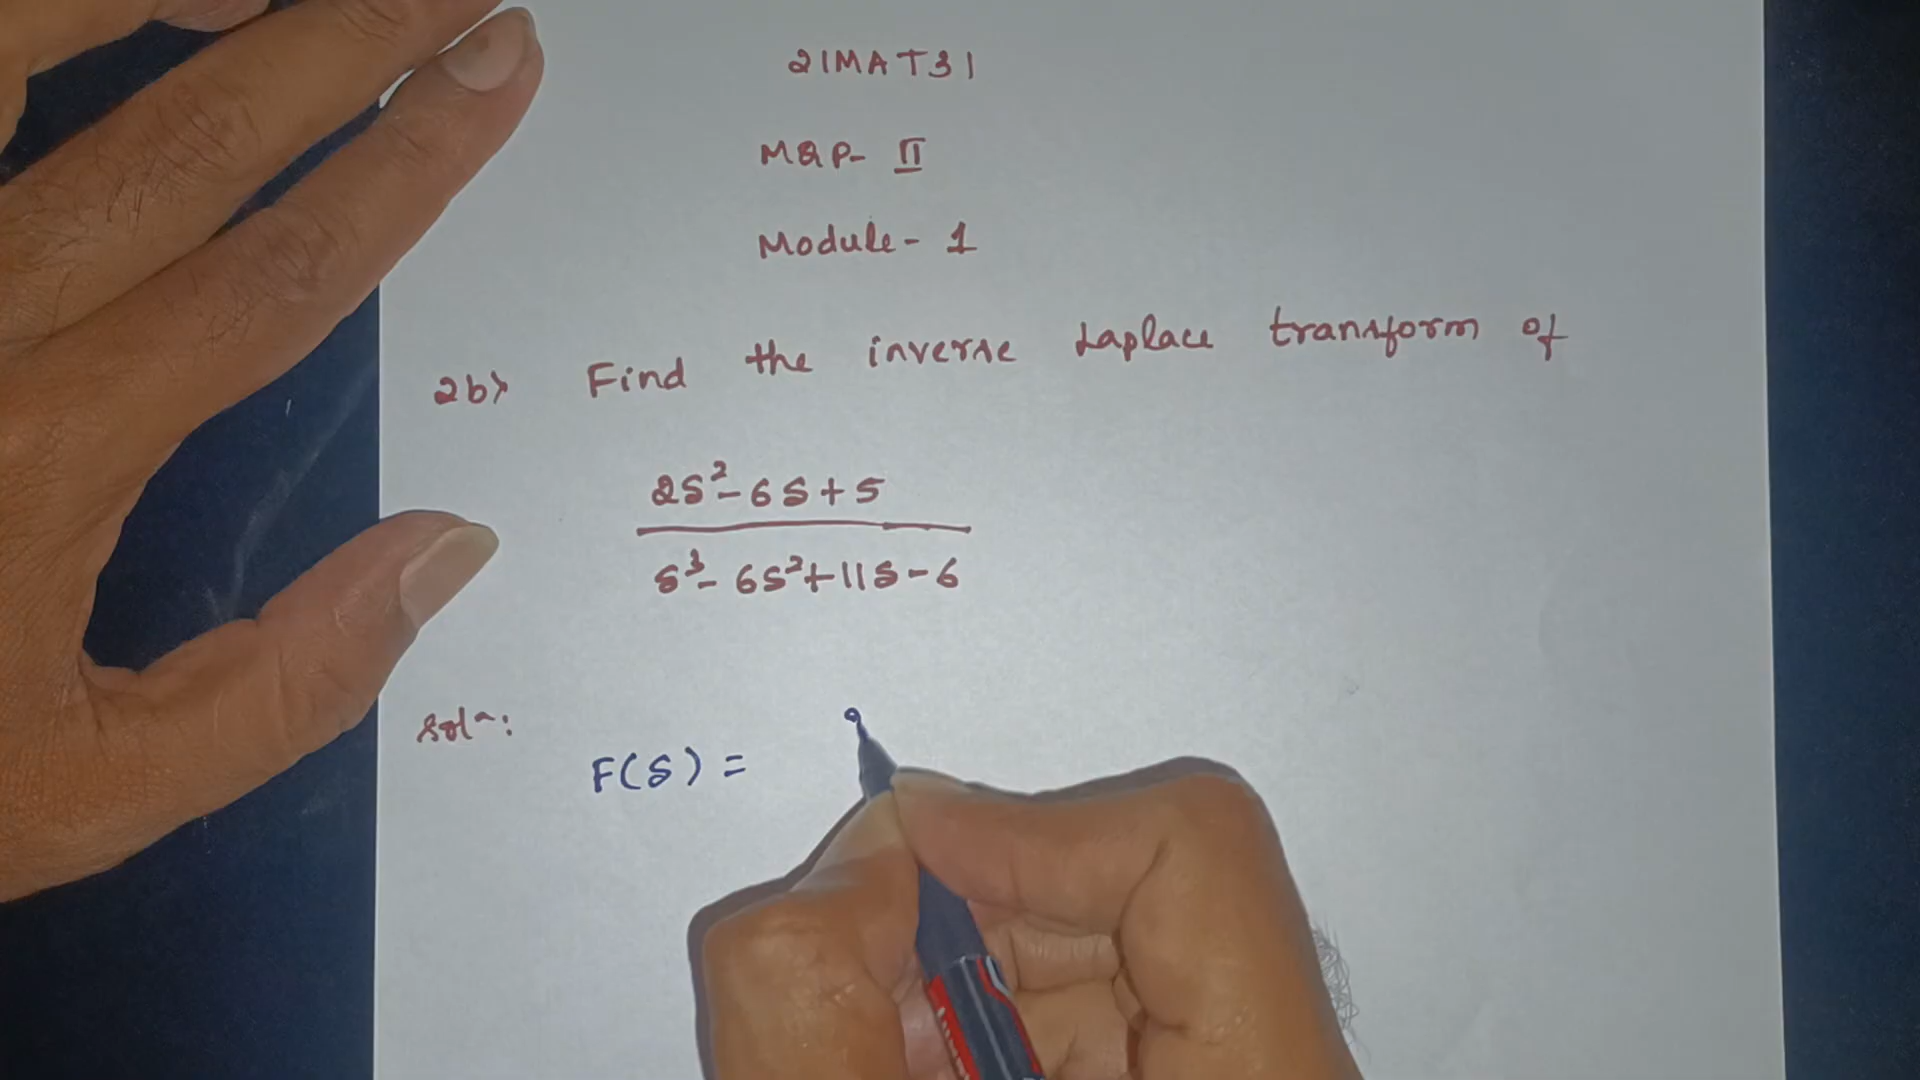 21MAT31
MQP- II
Module- 1
2b) Find the inverse Laplace transform of
2s²-6s+5
s³-6s²+11s-6
soln:
F(s) =